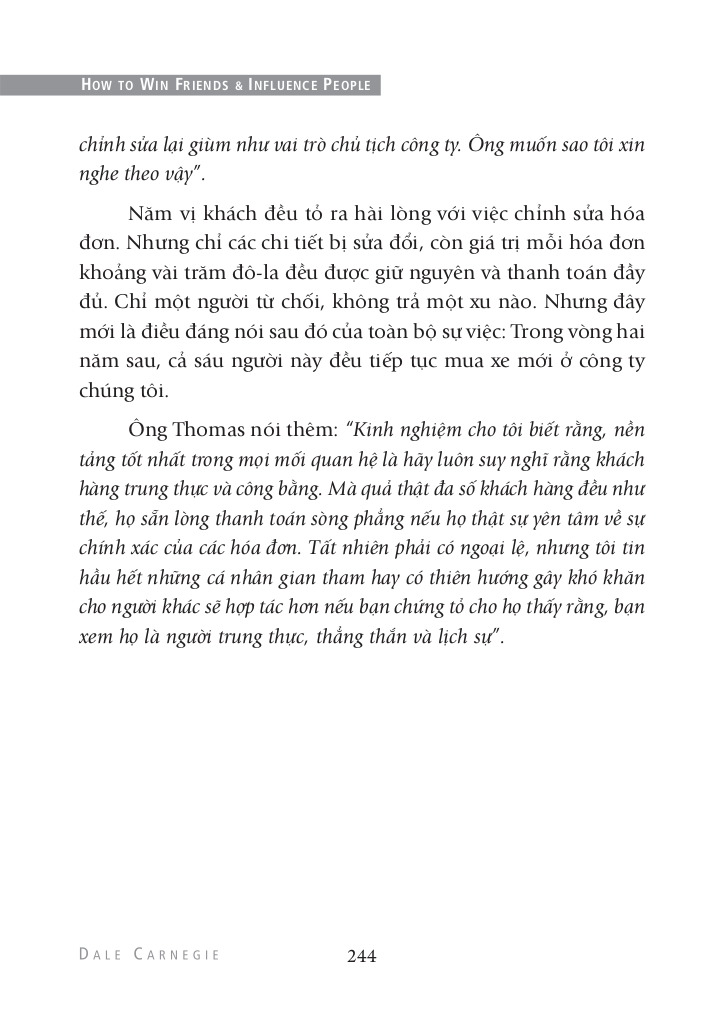 HOW TO WIN FRIENDS & INFLUENCE PEOPLE
chỉnh sửa lại giùm như vai trò chủ tịch công ty. Ông muốn sao tôi xin
nghe theo vậy”.
Năm vị khách đều tỏ ra hài lòng với việc chỉnh sửa hóa
đơn. Nhưng chỉ các chi tiết bị sửa đổi, còn giá trị mỗi hóa đơn
khoảng vài trăm đô-la đều được giữ nguyên và thanh toán đầy
đủ. Chỉ một người từ chối, không trả một xu nào. Nhưng đây
mới là điều đáng nói sau đó của toàn bộ sự việc: Trong vòng hai
năm sau, cả sáu người này đều tiếp tục mua xe mới ở công ty
chúng tôi.
Ông Thomas nói thêm: “Kinh nghiệm cho tôi biết rằng, nền
tảng tốt nhất trong mọi mối quan hệ là hãy luôn suy nghĩ rằng khách
hàng trung thực và công bằng. Mà quả thật đa số khách hàng đều như
thế, họ sẵn lòng thanh toán sòng phẳng nếu họ thật sự yên tâm về sự
chính xác của các hóa đơn. Tất nhiên phải có ngoại lệ, nhưng tôi tin
hầu hết những cá nhân gian tham hay có thiên hướng gây khó khăn
cho người khác sẽ hợp tác hơn nếu bạn chứng tỏ cho họ thấy rằng, bạn
xem họ là người trung thực, thẳng thắn và lịch sự”.
DALE CARNEGIE 244